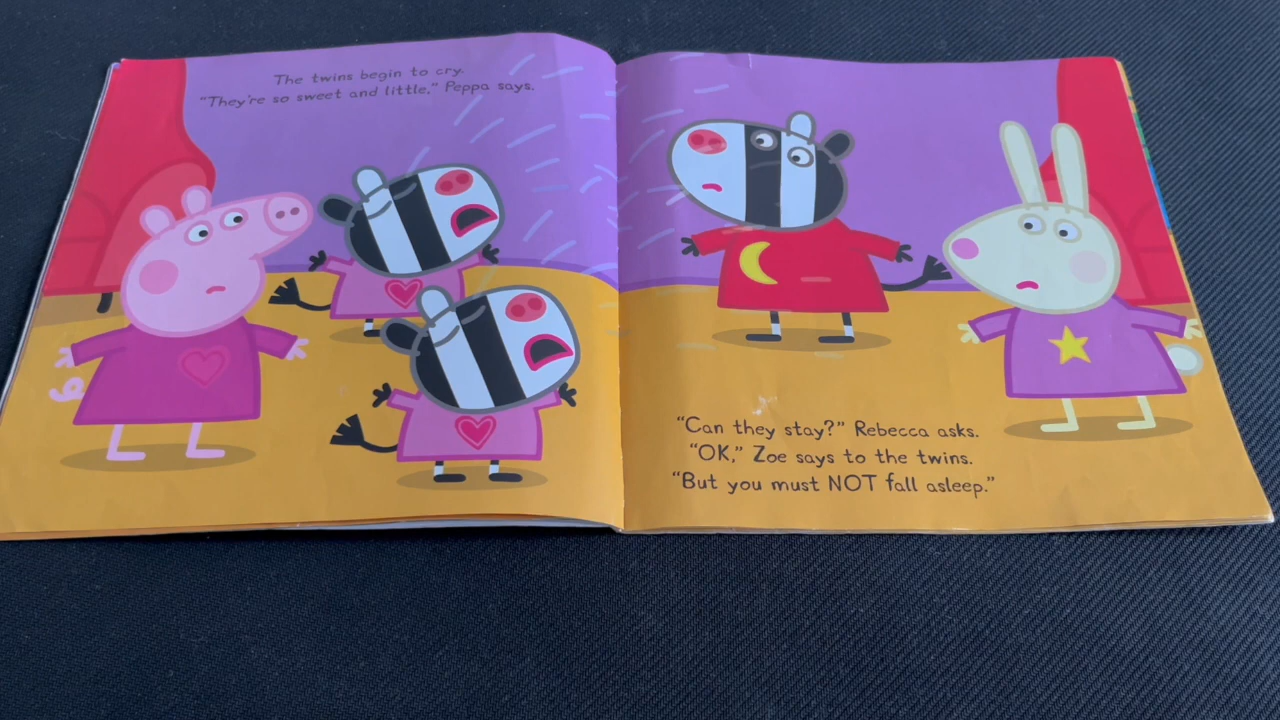 The twins begin to cry.
"They're so sweet and little," Peppa says.
"Can they stay?" Rebecca asks.
"OK," Zoe says to the twins.
"But you must NOT fall asleep."